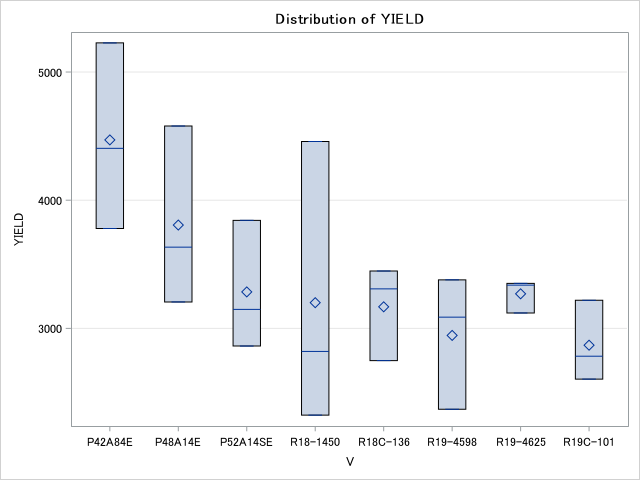 Distribution of YIELD
5000
4000
3000
YIELD
P42A84E P48A14E P52A14SE R18-1450 R18C-136 R19-4598 R19-4625 R19C-101
V